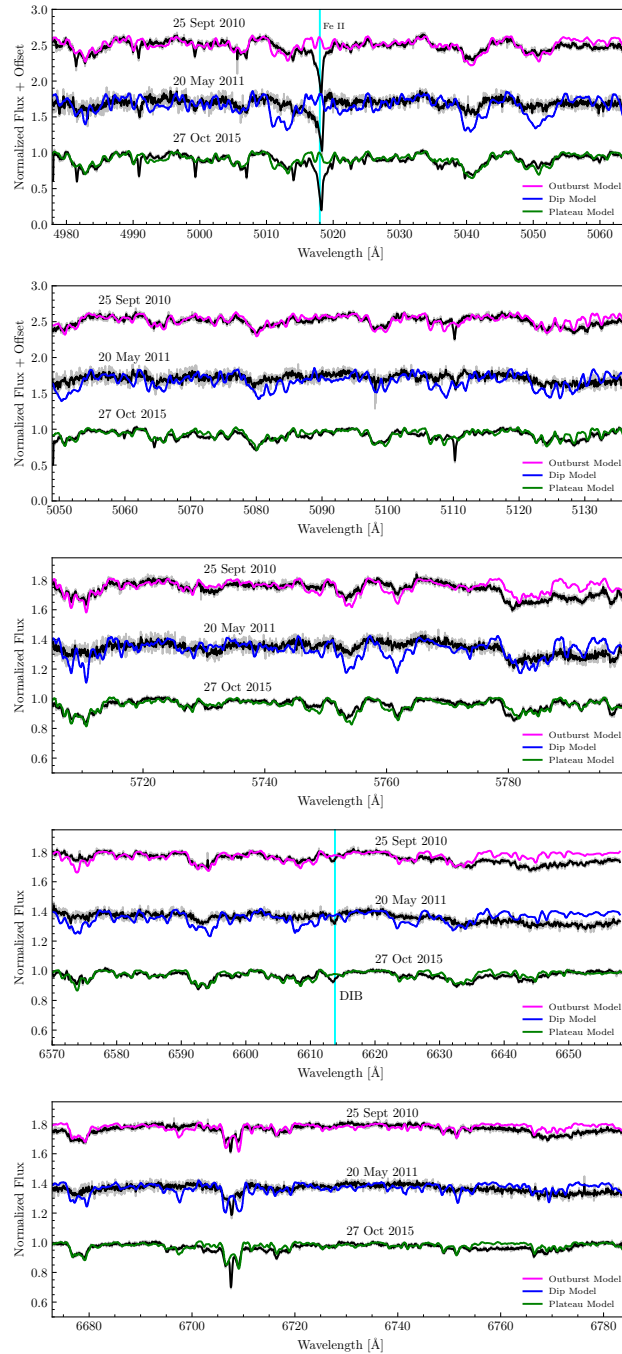 3.0
2.5
2.0
1.5
1.0
0.5
0.0
Normalized Flux + Offset
25 Sept 2010
Fe II
20 May 2011
27 Oct 2015
Outburst Model
Dip Model
Plateau Model
4980 4990 5000 5010 5020 5030 5040 5050 5060
Wavelength [Å]
3.0
2.5
2.0
1.5
1.0
0.5
0.0
Normalized Flux + Offset
25 Sept 2010
20 May 2011
27 Oct 2015
Outburst Model
Dip Model
Plateau Model
5050 5060 5070 5080 5090 5100 5110 5120 5130
Wavelength [Å]
1.8
1.6
1.4
1.2
1.0
0.8
0.6
Normalized Flux
25 Sept 2010
20 May 2011
27 Oct 2015
Outburst Model
Dip Model
Plateau Model
5720 5740 5760 5780
Wavelength [Å]
1.8
1.6
1.4
1.2
1.0
0.8
0.6
Normalized Flux
25 Sept 2010
20 May 2011
27 Oct 2015
DIB
Outburst Model
Dip Model
Plateau Model
6570 6580 6590 6600 6610 6620 6630 6640 6650
Wavelength [Å]
1.8
1.6
1.4
1.2
1.0
0.8
0.6
Normalized Flux
25 Sept 2010
20 May 2011
27 Oct 2015
Outburst Model
Dip Model
Plateau Model
6680 6700 6720 6740 6760 6780
Wavelength [Å]